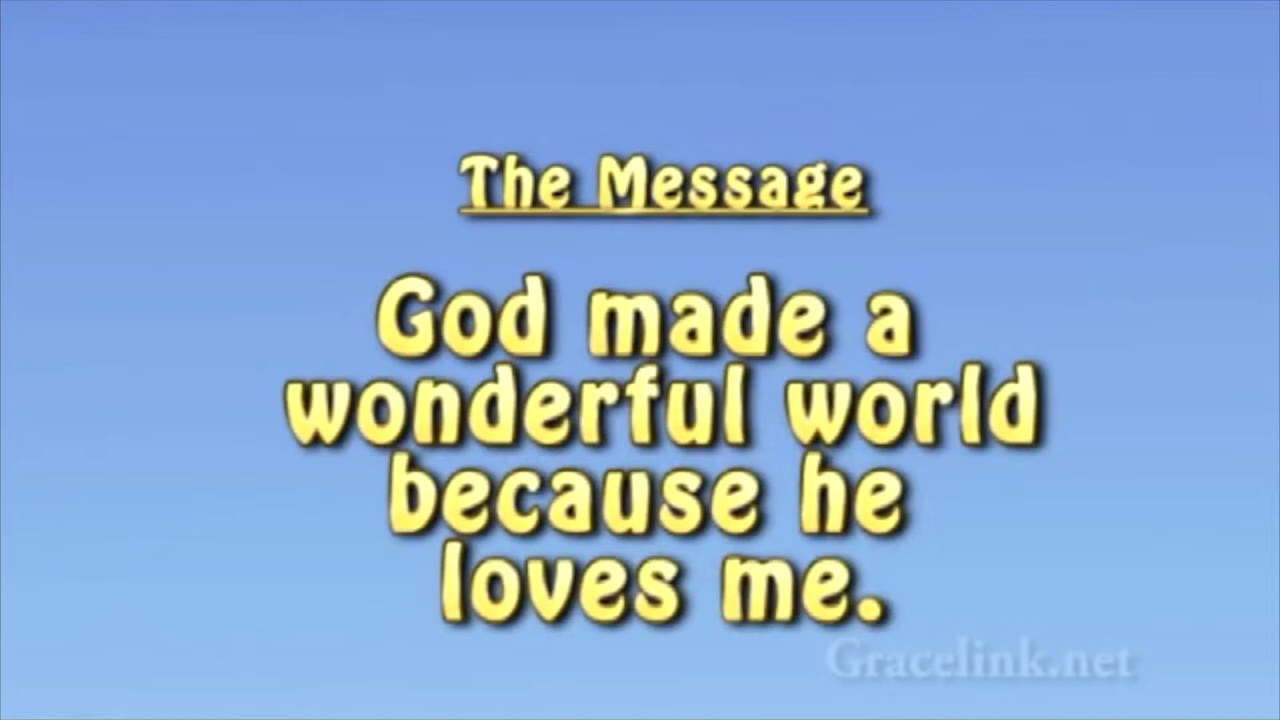 The Message
God made a
wonderful world
because he
loves me.
Gracelink.net